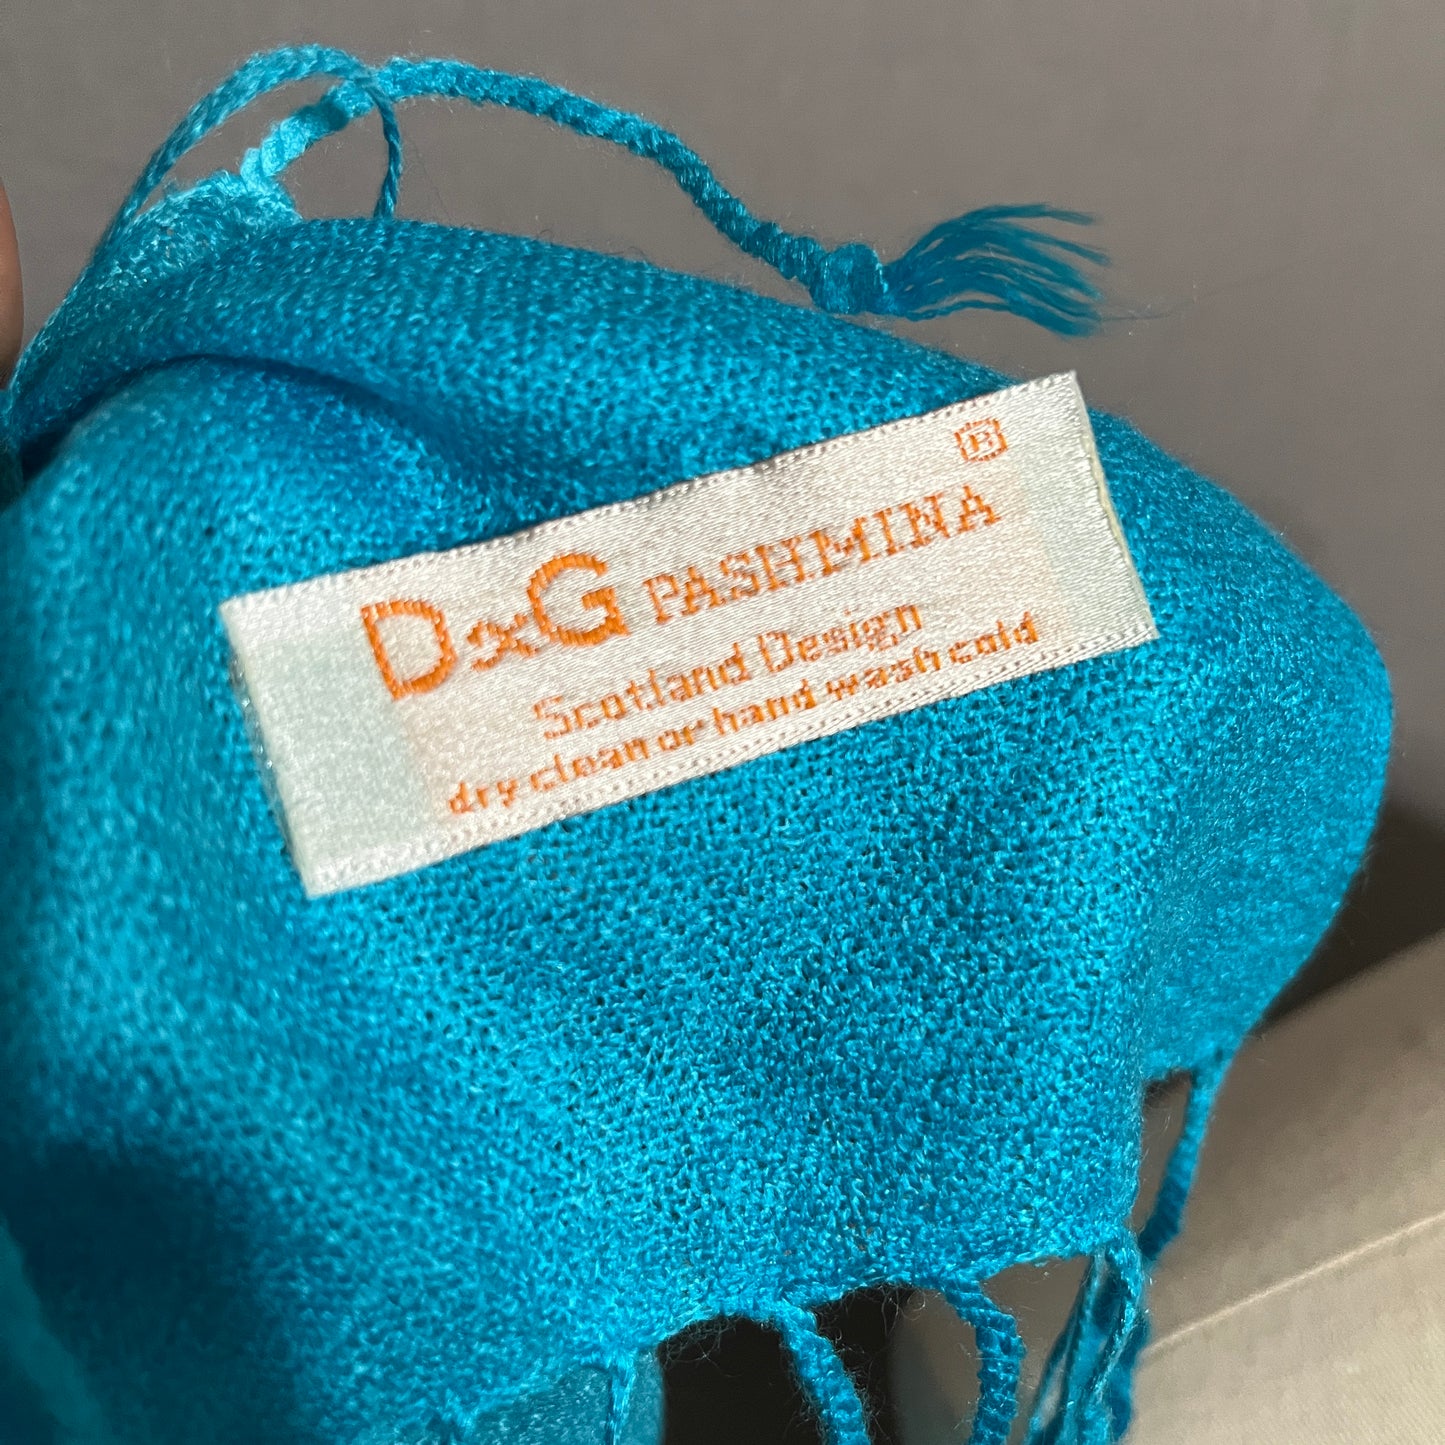 R
D&G PASHMINA
Scotland Design
dry clean or hand wash cold